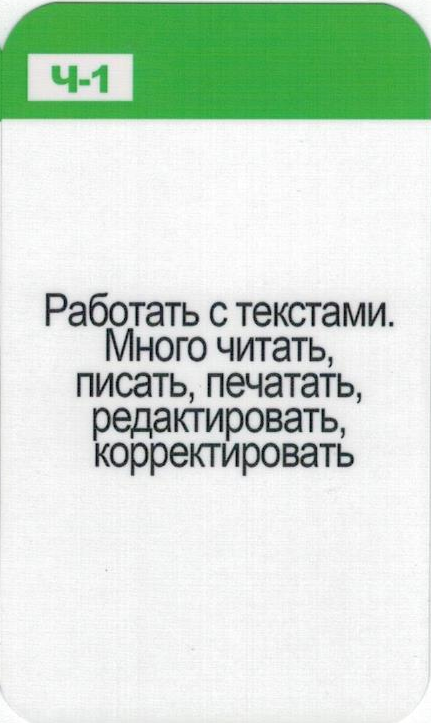 Ч-1
Работать с текстами.
Много читать,
писать, печатать,
редактировать,
корректировать